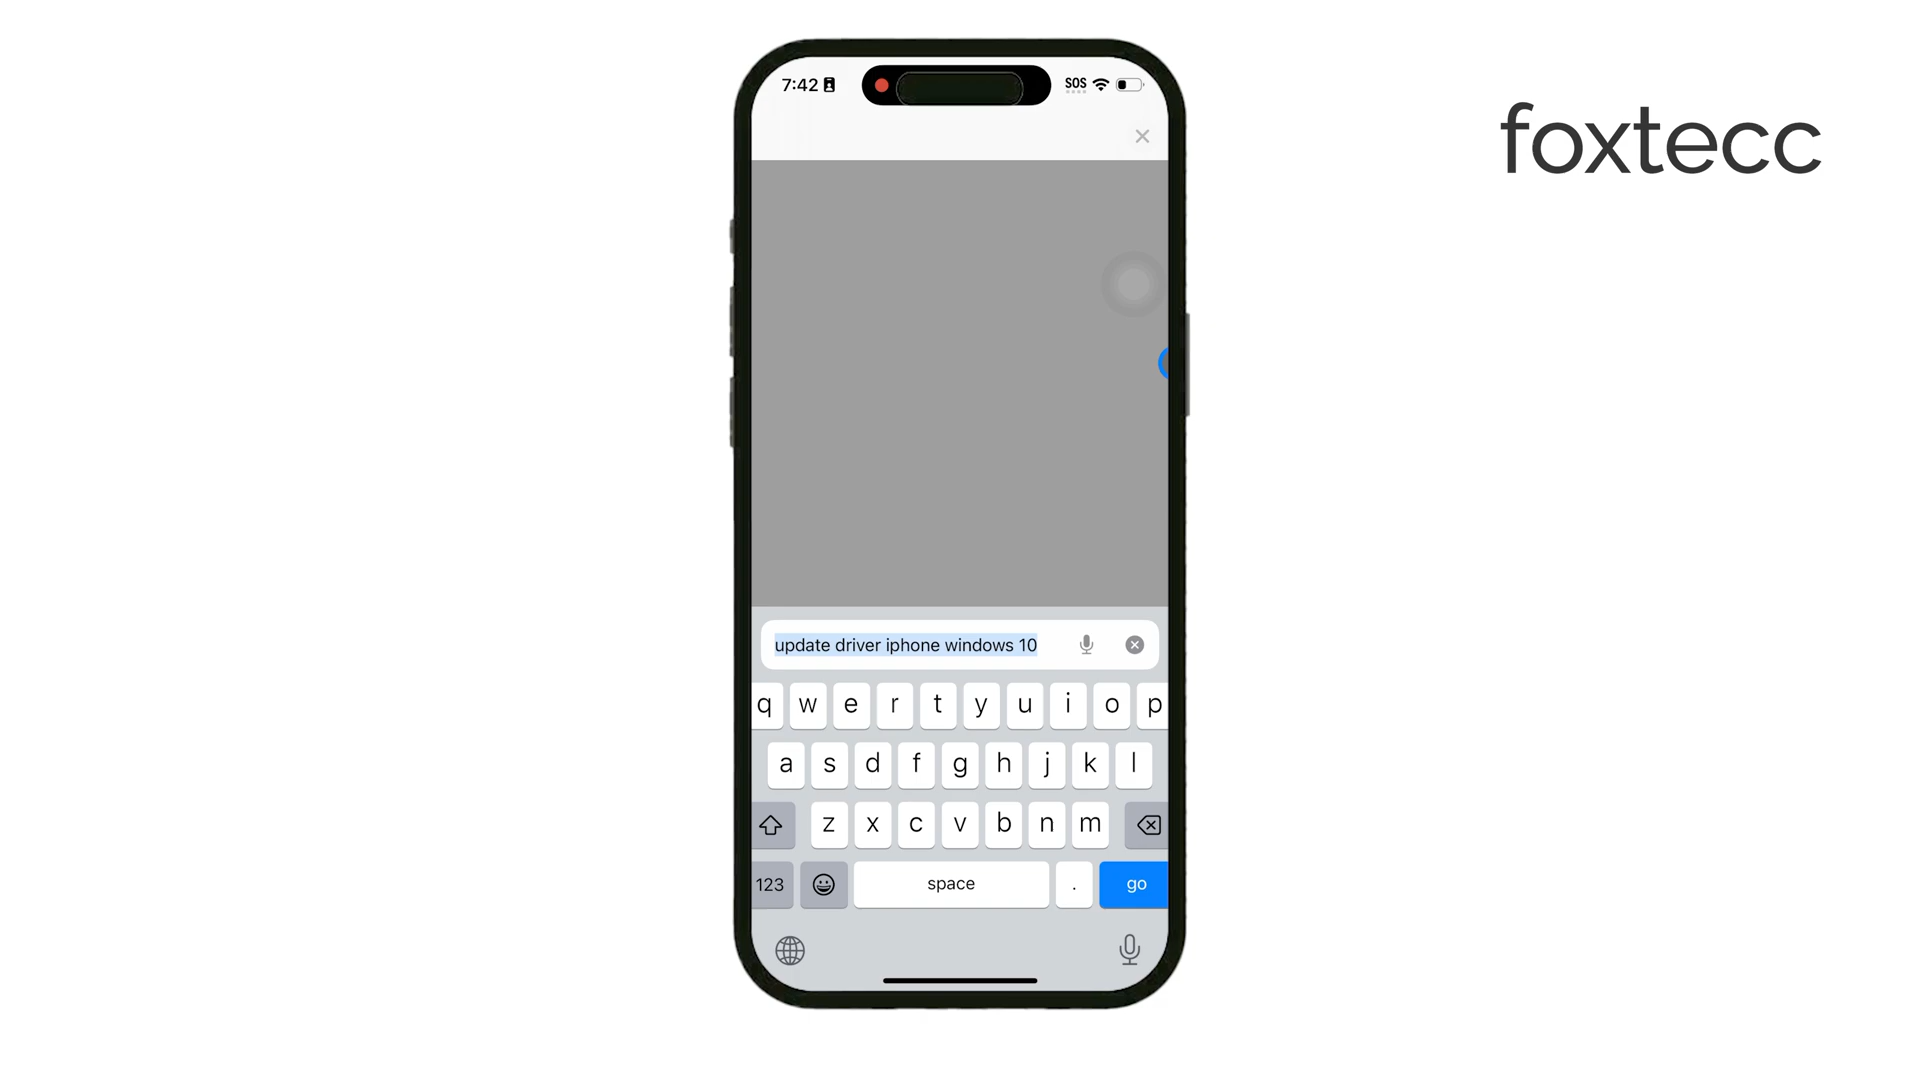 foxtecc
7:42
SOS
update driver iphone windows 10
q w e r t y u i o p
a s d f g h j k l
z x c v b n m
123 space . go